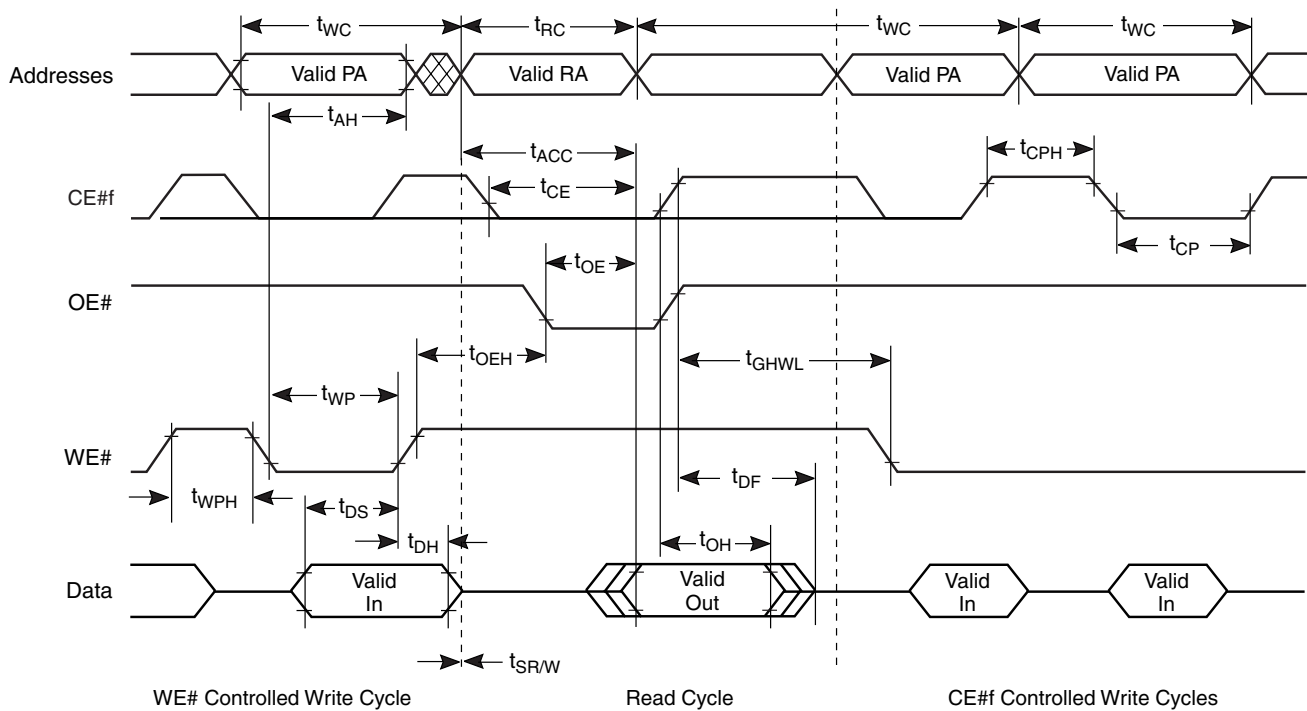 tWC tRC tWC tWC
Addresses Valid PA Valid RA Valid PA Valid PA
tAH
tACC tCPH
CE#f tCE
tOE tCP
OE#
tOEH tGHWL
tWP
WE#
tWPH tDS tDF
tDH tOH
Data Valid In Valid Out Valid In Valid In
tSR/W
WE# Controlled Write Cycle Read Cycle CE#f Controlled Write Cycles